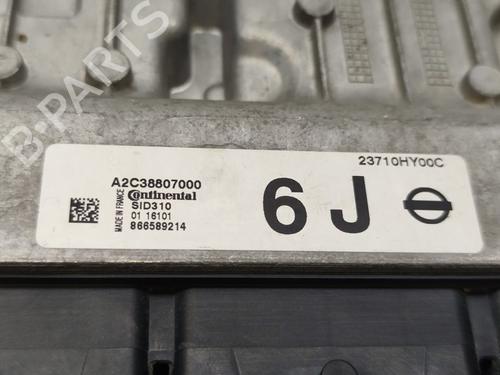 B-PARTS
23710HY00C
A2C38807000
Continental
SID310
01 16101
866589214
MADE IN FRANCE
6J